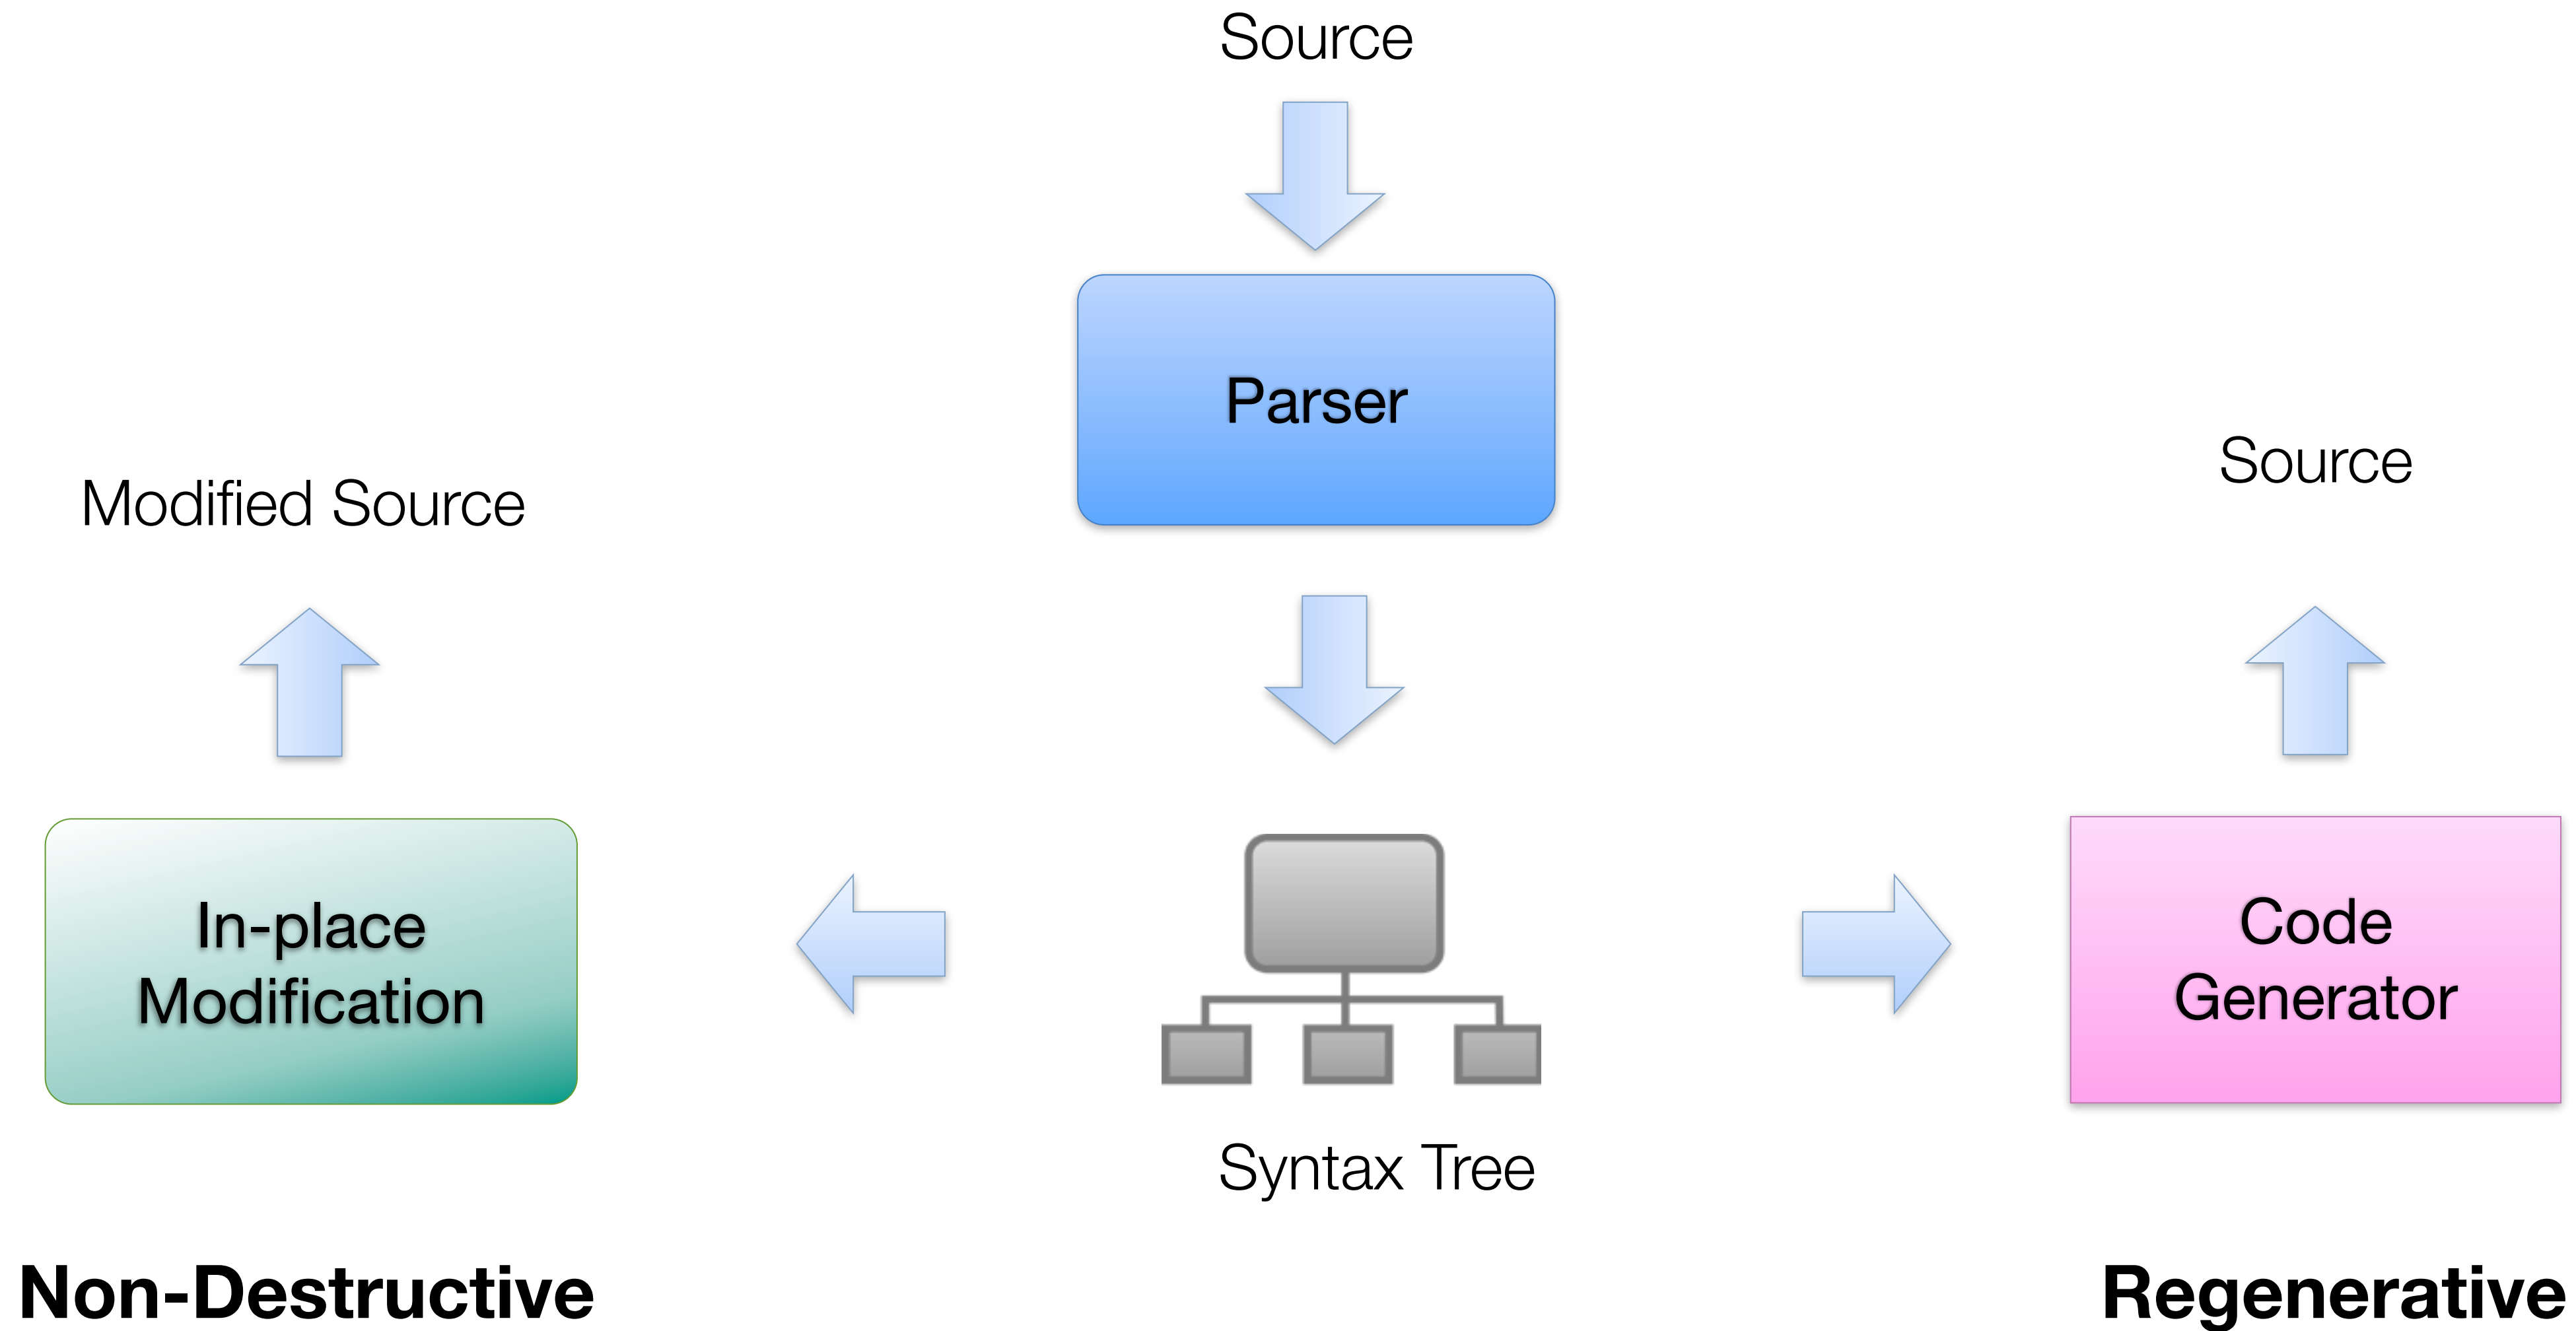 Source
Parser
Modified Source
Source
In-place
Modification
Code
Generator
Syntax Tree
Non-Destructive
Regenerative